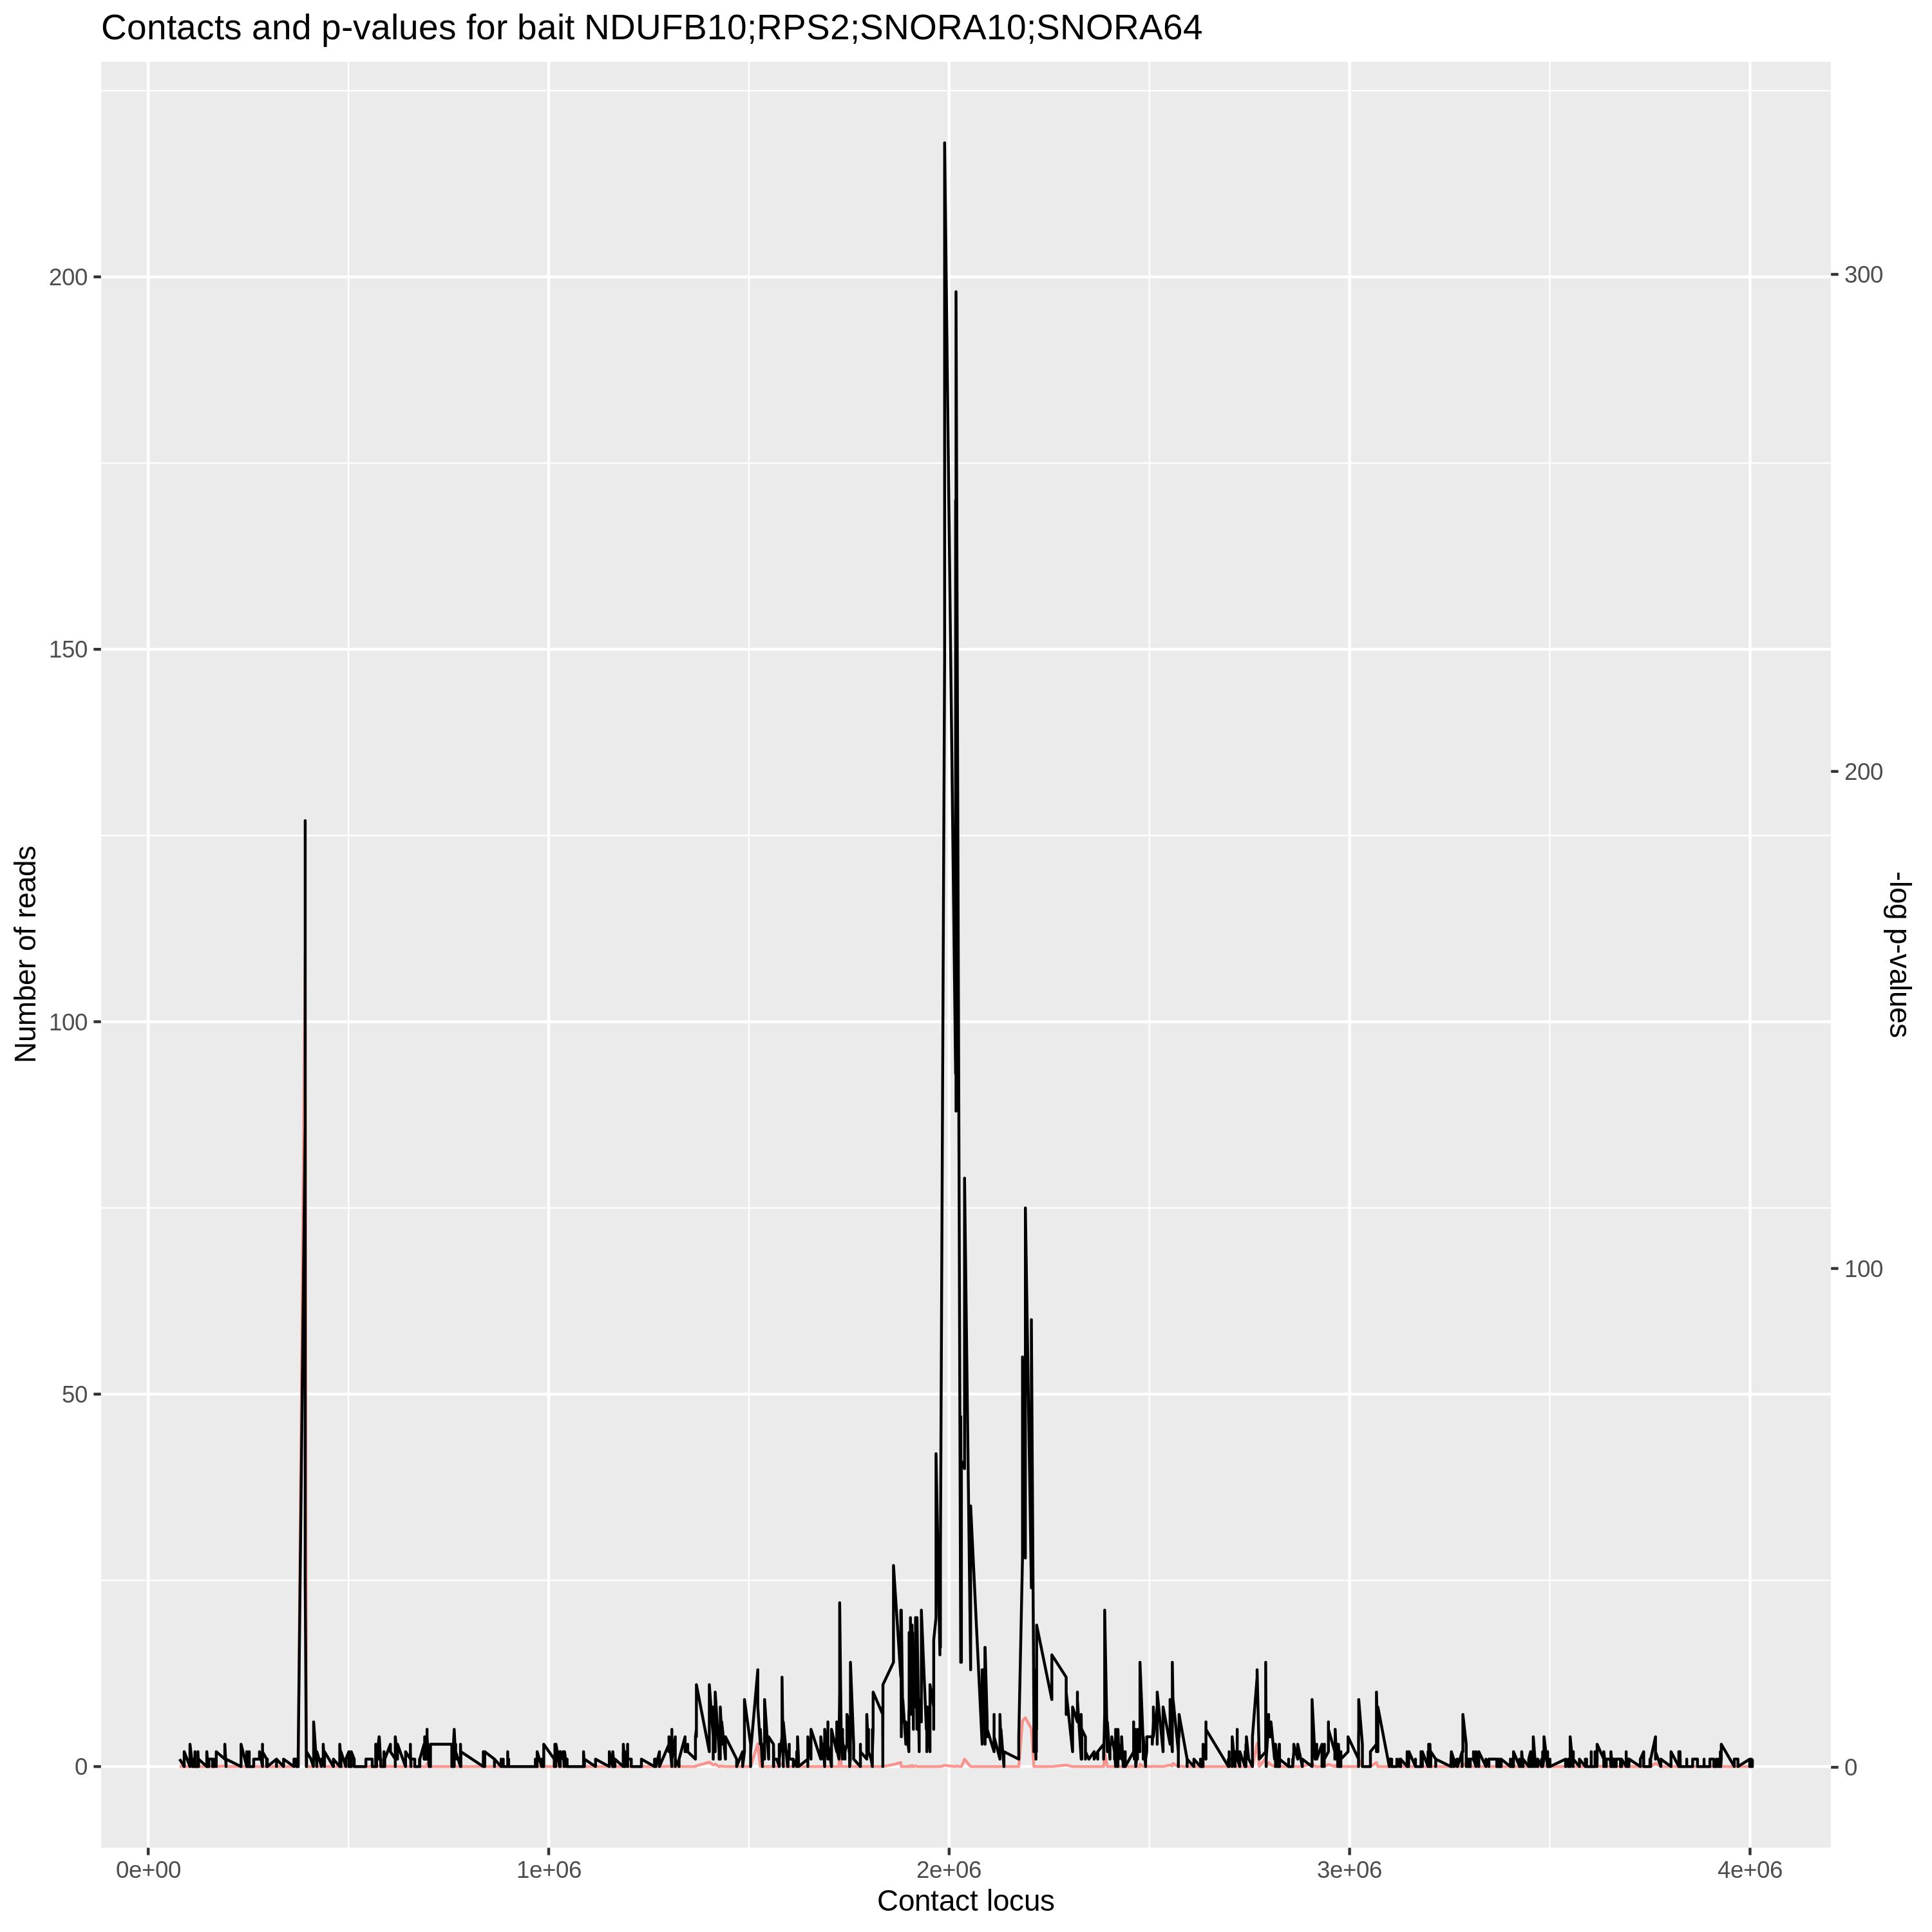 Contacts and p-values for bait NDUFB10;RPS2;SNORA10;SNORA64
Number of reads
200
150
100
50
0
300
200
100
0
-log p-values
0e+00 1e+06 2e+06 3e+06 4e+06
Contact locus